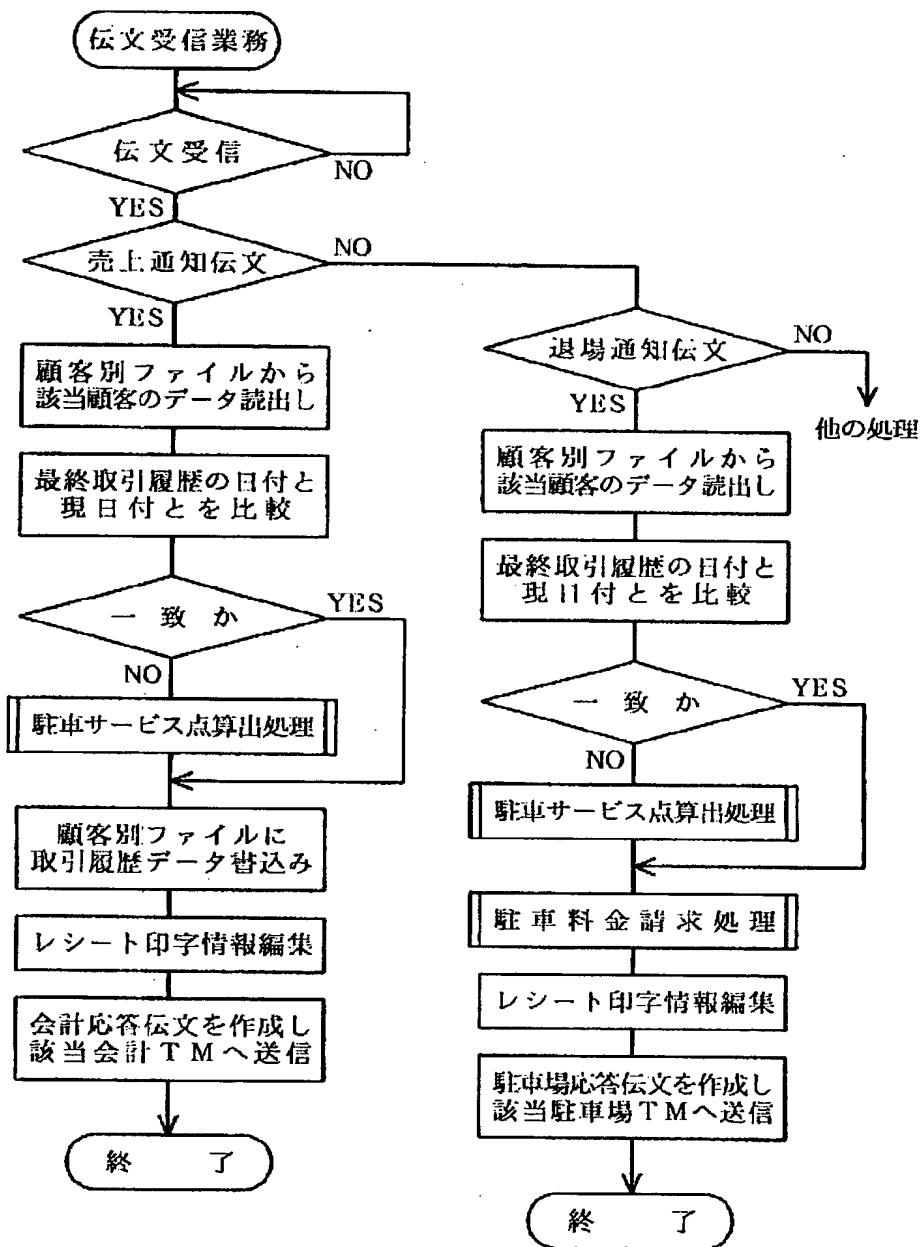 伝文受信業務
伝文受信
NO
YES
売上通知伝文
NO
YES
顧客別ファイルから
該当顧客のデータ読出し
最終取引履歴の日付と
現日付とを比較
一致か
YES
NO
駐車サービス点算出処理
顧客別ファイルに
取引履歴データ書込み
レシート印字情報編集
会計応答伝文を作成し
該当会計TMへ送信
終了
退場通知伝文
NO
YES
他の処理
顧客別ファイルから
該当顧客のデータ読出し
最終取引履歴の日付と
現日付とを比較
一致か
YES
NO
駐車サービス点算出処理
駐車料金請求処理
レシート印字情報編集
駐車場応答伝文を作成し
該当駐車場TMへ送信
終了